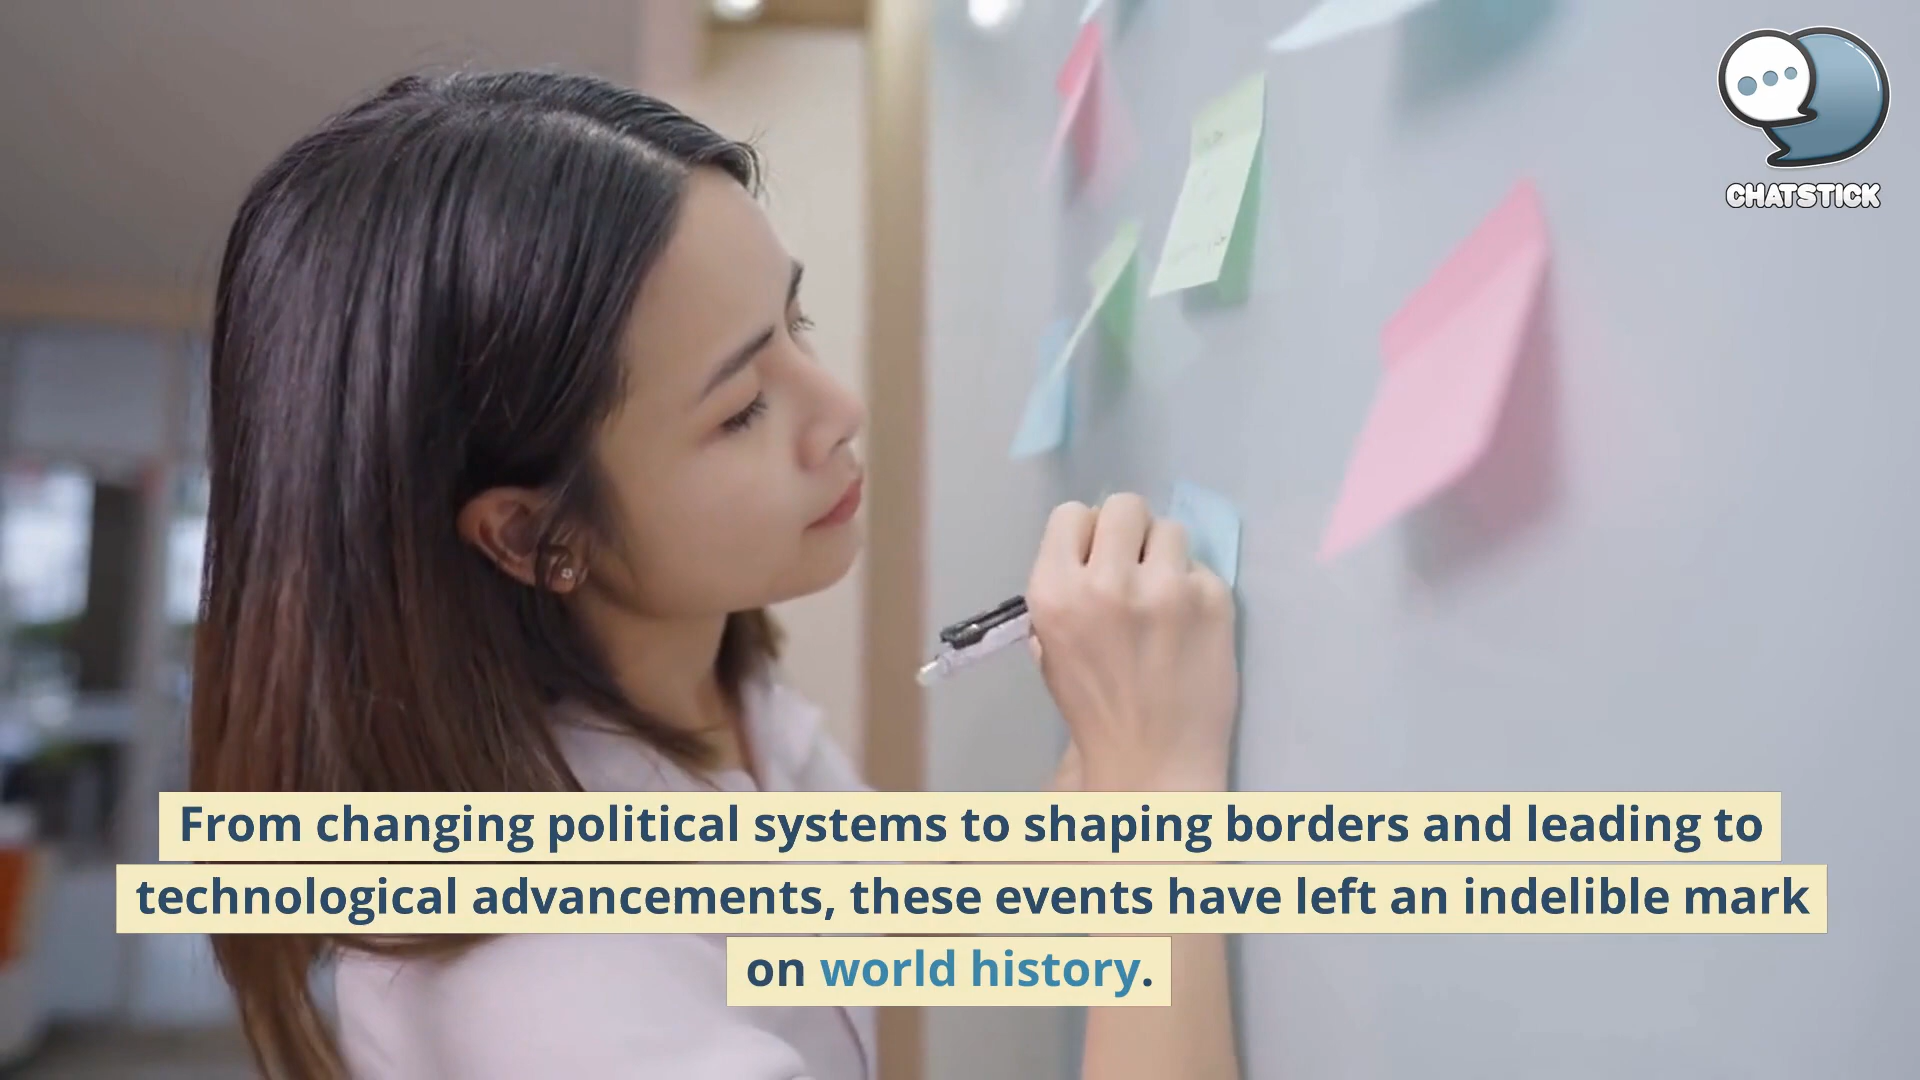 CHATSTICK
From changing political systems to shaping borders and leading to
technological advancements, these events have left an indelible mark
on world history.